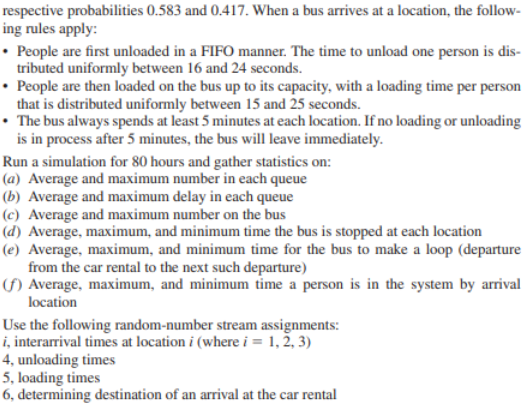 respective probabilities 0.583 and 0.417. When a bus arrives at a location, the follow-
ing rules apply:
• People are first unloaded in a FIFO manner. The time to unload one person is dis-
tributed uniformly between 16 and 24 seconds.
• People are then loaded on the bus up to its capacity, with a loading time per person
that is distributed uniformly between 15 and 25 seconds.
• The bus always spends at least 5 minutes at each location. If no loading or unloading
is in process after 5 minutes, the bus will leave immediately.
Run a simulation for 80 hours and gather statistics on:
(a) Average and maximum number in each queue
(b) Average and maximum delay in each queue
(c) Average and maximum number on the bus
(d) Average, maximum, and minimum time the bus is stopped at each location
(e) Average, maximum, and minimum time for the bus to make a loop (departure
from the car rental to the next such departure)
(f) Average, maximum, and minimum time a person is in the system by arrival
location
Use the following random-number stream assignments:
i, interarrival times at location i (where i = 1, 2, 3)
4, unloading times
5, loading times
6, determining destination of an arrival at the car rental